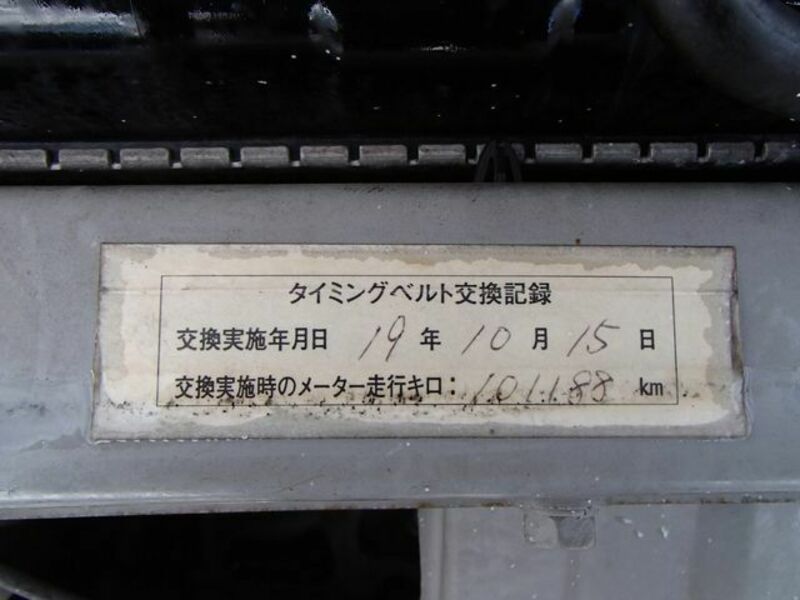 タイミングベルト交換記録
交換実施年月日 19 年 10 月 15 日
交換実施時のメーター走行キロ： 101188 km